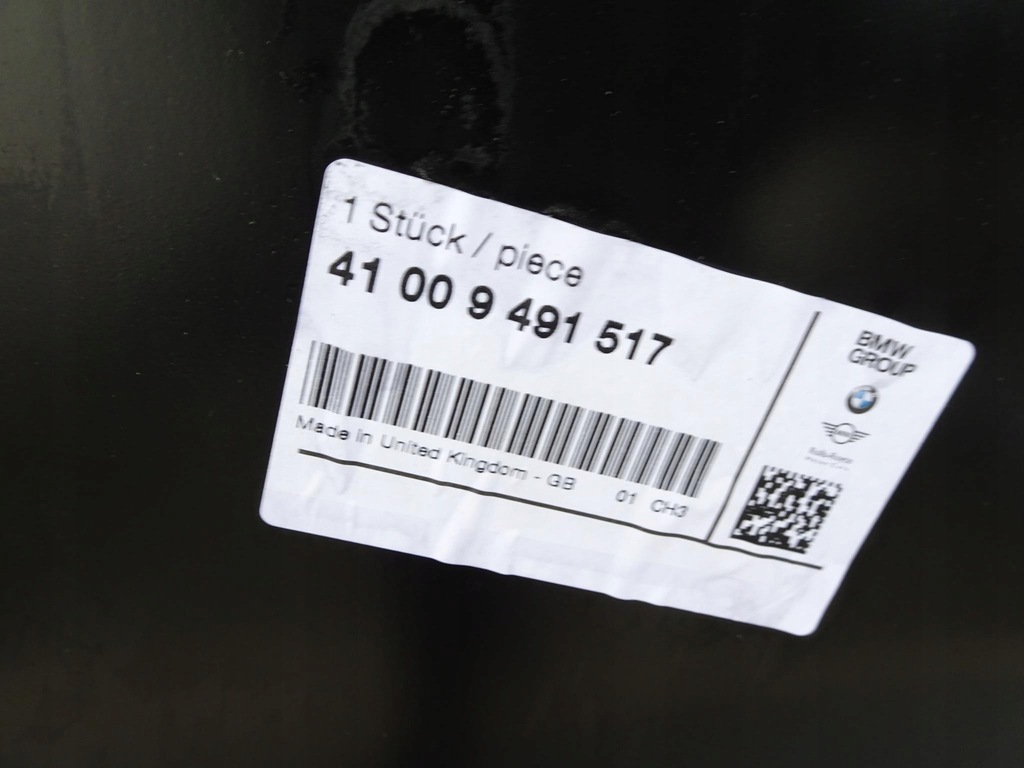 1 Stück / piece
41 00 9 491 517
Made in United Kingdom - GB 01 CH3
BMW
GROUP